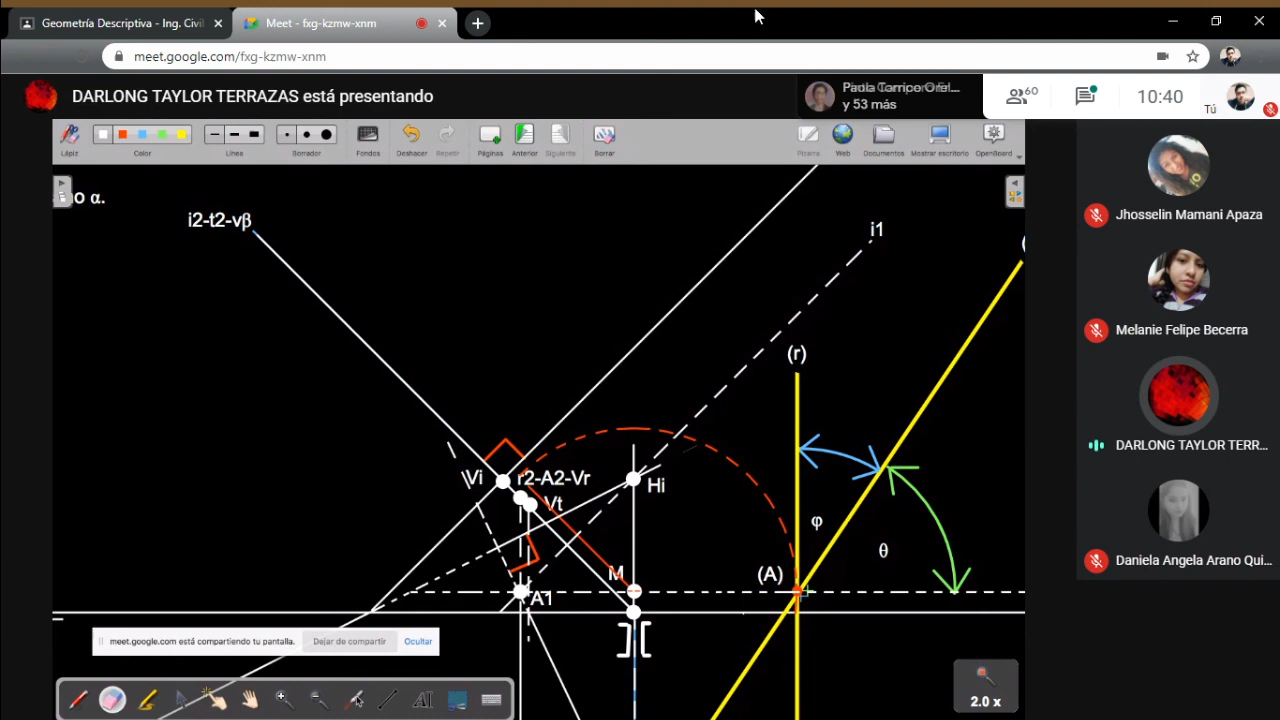 Geometría Descriptiva - Ing. Civil
Meet - fxg-kzmw-xnm
meet.google.com/fxg-kzmw-xnm
DARLONG TAYLOR TERRAZAS está presentando
Paola
y 53 más
60
10:40
Tú
Lápiz
Color
Línea
Borrador
Fondos
Deshacer
Repetir
Páginas
Anterior
Siguiente
Borrar
Pizarra
Web
Documentos
Mostrar escritorio
OpenBoard
no α.
i2-t2-vβ
i1
(r)
Vi
r2-A2-Vr
Vt
Hi
φ
θ
M
(A)
A1
][
meet.google.com está compartiendo tu pantalla.
Dejar de compartir
Ocultar
2.0 x
Jhosselin Mamani Apaza
Melanie Felipe Becerra
DARLONG TAYLOR TERR...
Daniela Angela Arano Qui...